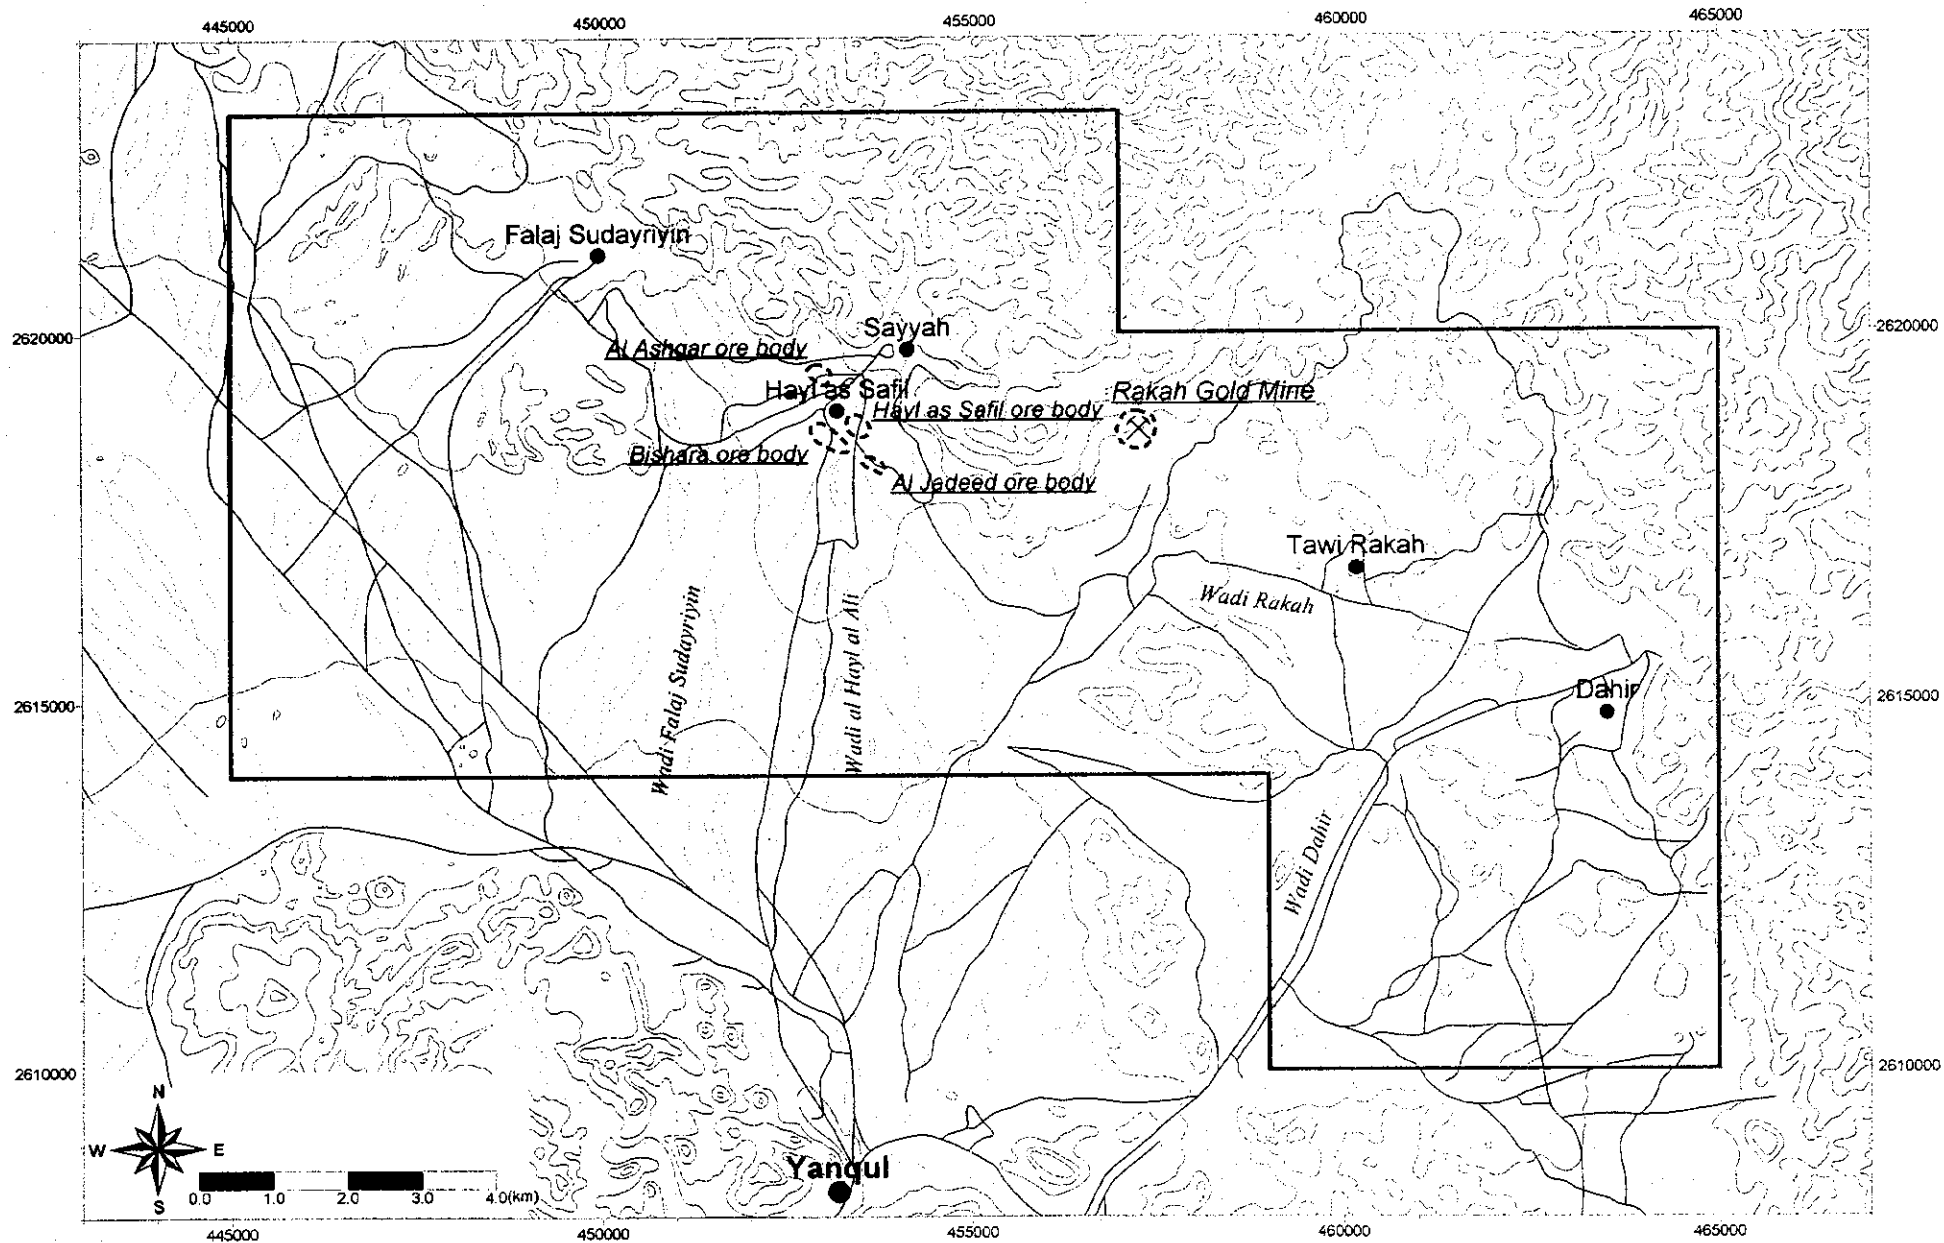 445000
450000
455000
460000
465000
Falaj Sudayriyin
Sayyah
2620000
2620000
Al Ashgar ore body
Hayl as Safil
Rakah Gold Mine
Hayl as Safil ore body
Bishara ore body
Al Jadeed ore body
Tawi Rakah
Wadi Rakah
Wadi Falaj Sudayriyin
Wadi al Hayl al Ali
Dahir
2615000
2615000
Wadi Dahir
2610000
2610000
N
W
E
S
0.0
1.0
2.0
3.0
4.0(km)
Yanqul
445000
450000
455000
460000
465000